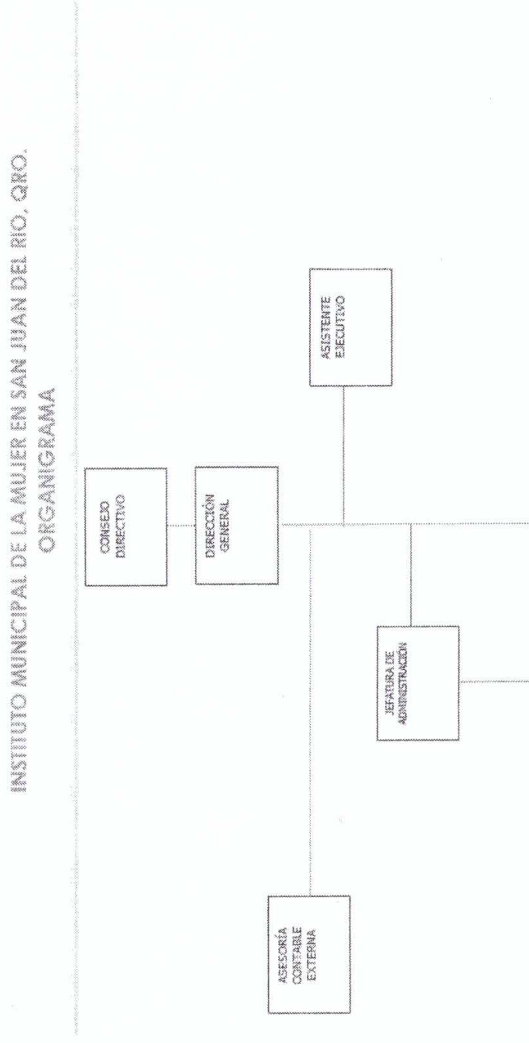 INSTITUTO MUNICIPAL DE LA MUJER EN SAN JUAN DEL RIO, QRO.
ORGANIGRAMA
CONSEJO
DIRECTIVO
DIRECCIÓN
GENERAL
ASISTENTE
EJECUTIVO
ASESORÍA
CONTABLE
EXTERNA
JEFATURA DE
ADMINISTRACIÓN